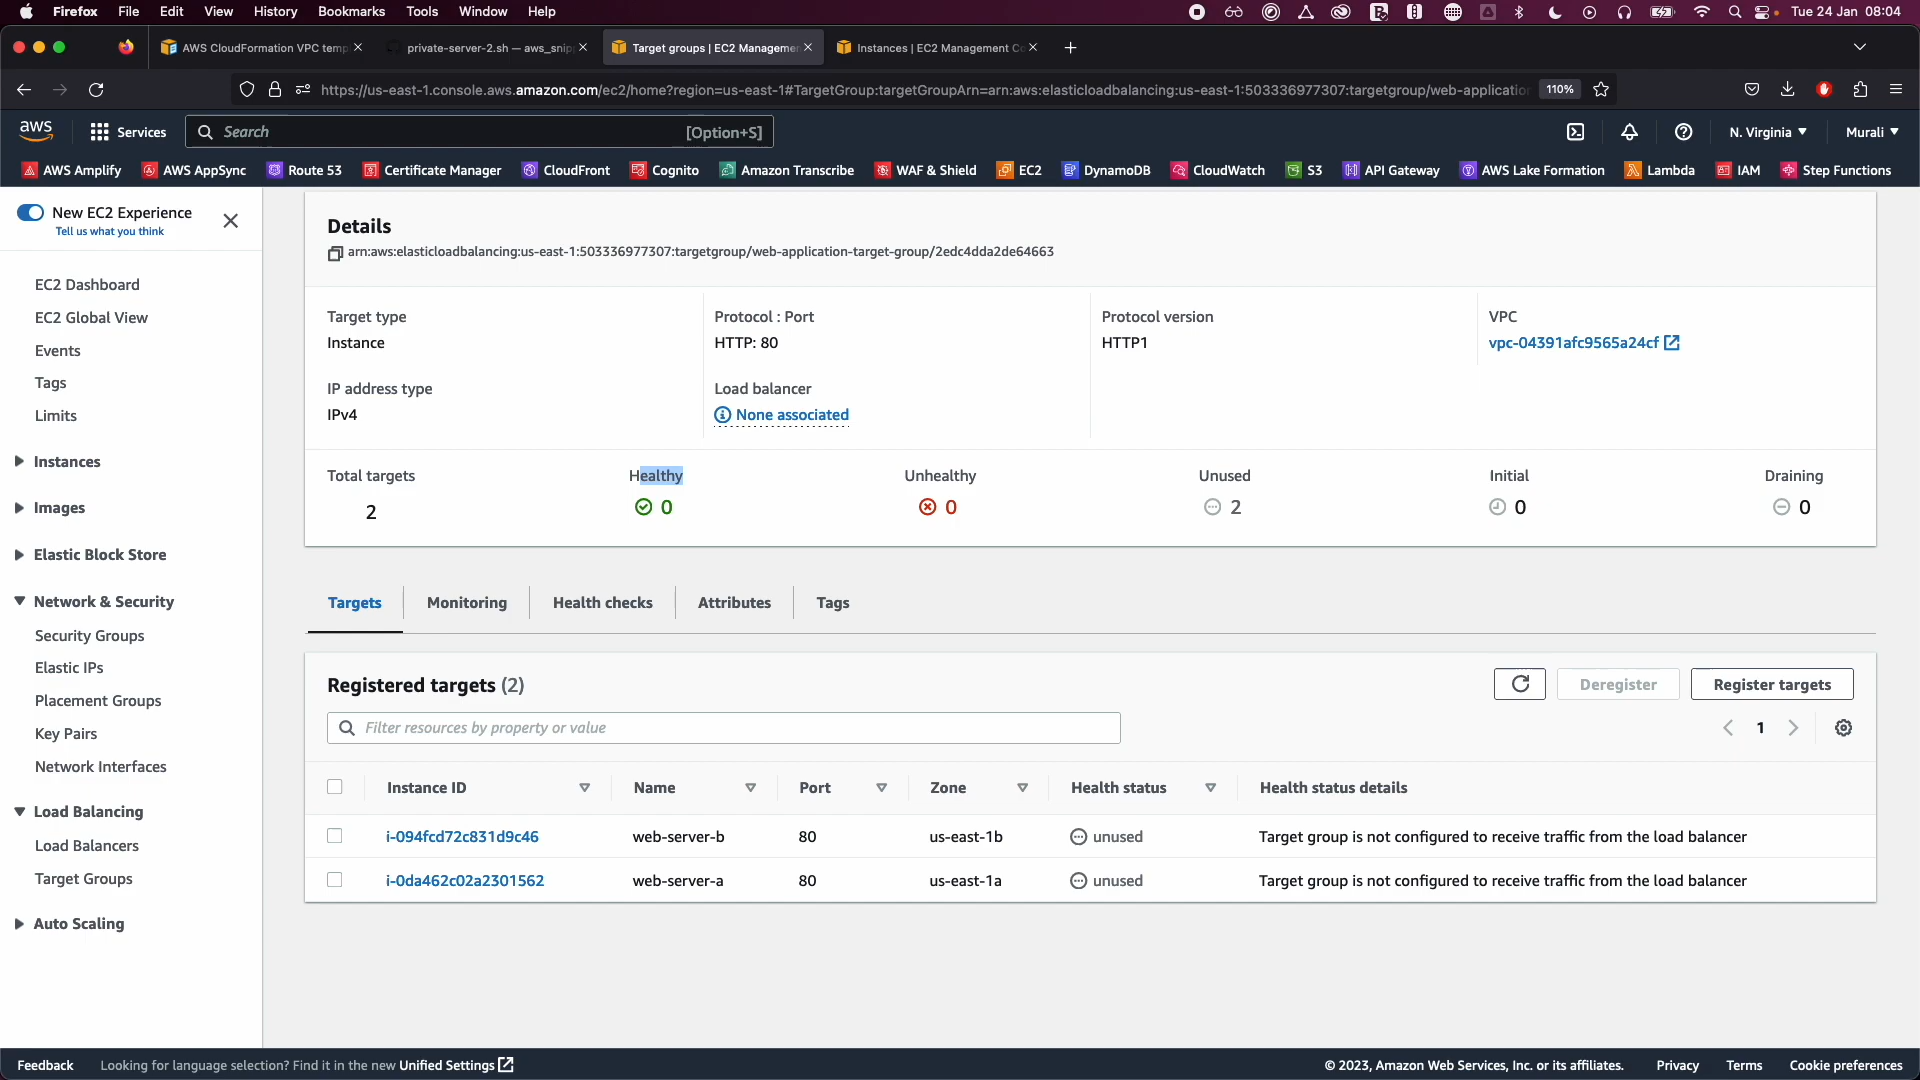 Firefox File Edit View History Bookmarks Tools Window Help Tue 24 Jan 08:04
AWS CloudFormation VPC temp private-server-2.sh — aws_snip Target groups | EC2 Manageme Instances | EC2 Management Co
https://us-east-1.console.aws.amazon.com/ec2/home?region=us-east-1#TargetGroup:targetGroupArn=arn:aws:elasticloadbalancing:us-east-1:503336977307:targetgroup/web-applicatio 110%
aws Services Search [Option+S] N. Virginia Murali
AWS Amplify AWS AppSync Route 53 Certificate Manager CloudFront Cognito Amazon Transcribe WAF & Shield EC2 DynamoDB CloudWatch S3 API Gateway AWS Lake Formation Lambda IAM Step Functions
New EC2 Experience
Tell us what you think
EC2 Dashboard
EC2 Global View
Events
Tags
Limits
Instances
Images
Elastic Block Store
Network & Security
Security Groups
Elastic IPs
Placement Groups
Key Pairs
Network Interfaces
Load Balancing
Load Balancers
Target Groups
Auto Scaling
Details
arn:aws:elasticloadbalancing:us-east-1:503336977307:targetgroup/web-application-target-group/2edc4dda2de64663
Target type Protocol : Port Protocol version VPC
Instance HTTP: 80 HTTP1 vpc-04391afc9565a24cf
IP address type Load balancer
IPv4 None associated
Total targets Healthy Unhealthy Unused Initial Draining
2 0 0 2 0 0
Targets Monitoring Health checks Attributes Tags
Registered targets (2) Deregister Register targets
Filter resources by property or value 1
Instance ID Name Port Zone Health status Health status details
i-094fcd72c831d9c46 web-server-b 80 us-east-1b unused Target group is not configured to receive traffic from the load balancer
i-0da462c02a2301562 web-server-a 80 us-east-1a unused Target group is not configured to receive traffic from the load balancer
Feedback Looking for language selection? Find it in the new Unified Settings © 2023, Amazon Web Services, Inc. or its affiliates. Privacy Terms Cookie preferences